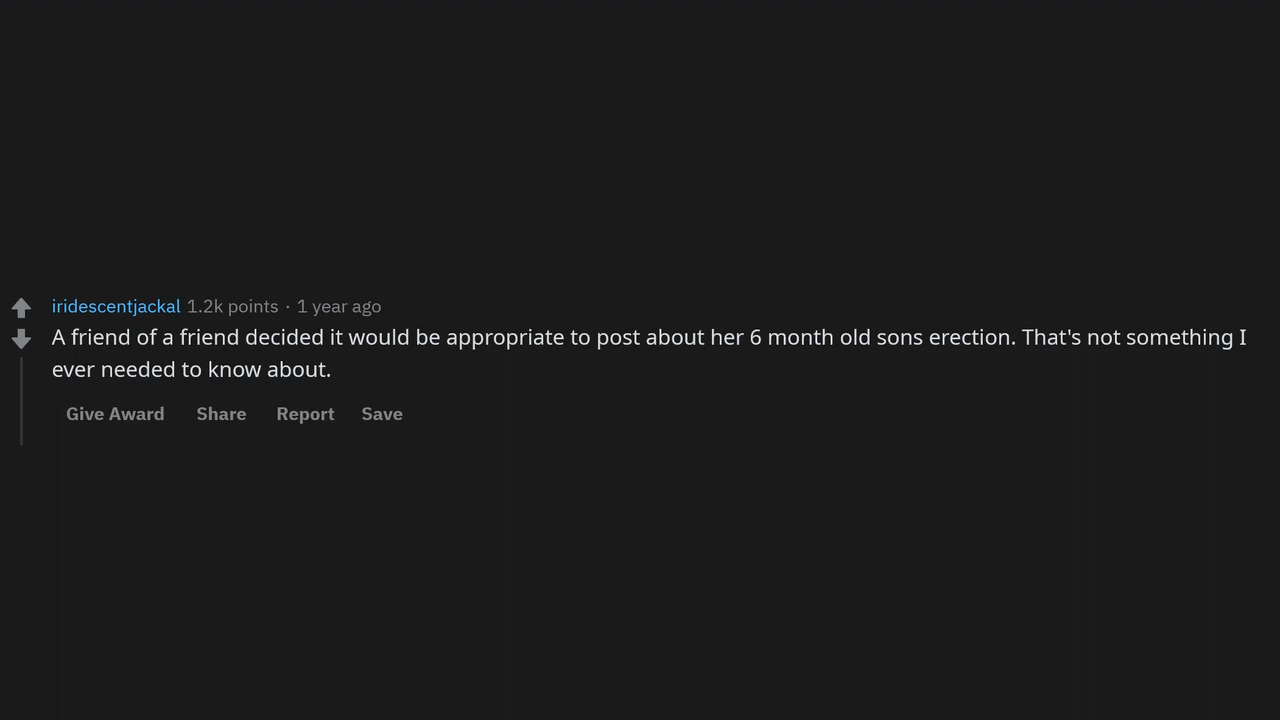 iridescentjackal 1.2k points · 1 year ago
A friend of a friend decided it would be appropriate to post about her 6 month old sons erection. That's not something I
ever needed to know about.
Give Award Share Report Save